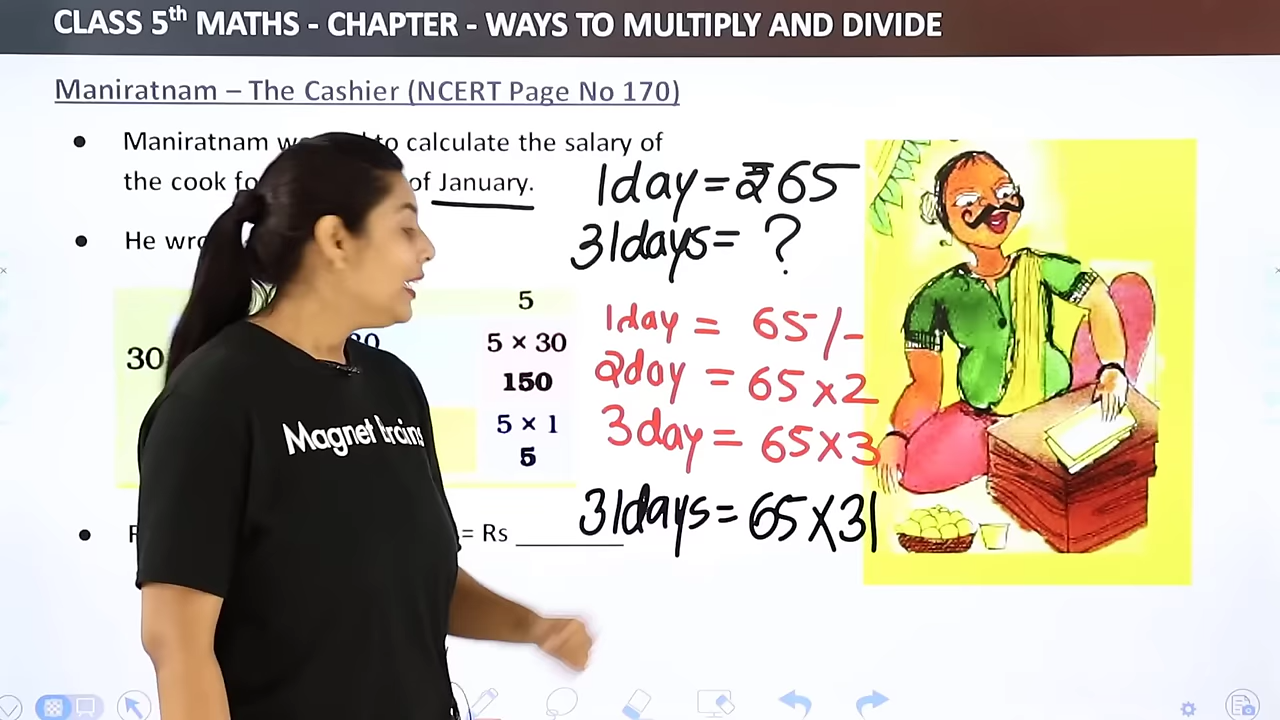 CLASS 5th MATHS - CHAPTER - WAYS TO MULTIPLY AND DIVIDE
Maniratnam – The Cashier (NCERT Page No 170)
● Maniratnam to calculate the salary of
the cook of January.
● He
5
30
5 × 30
150
5 × 1
5
= Rs ________
1day = ₹65
31days = ?
1day = 65/-
2day = 65×2
3day = 65×3
31days = 65×31
Magnet Brains